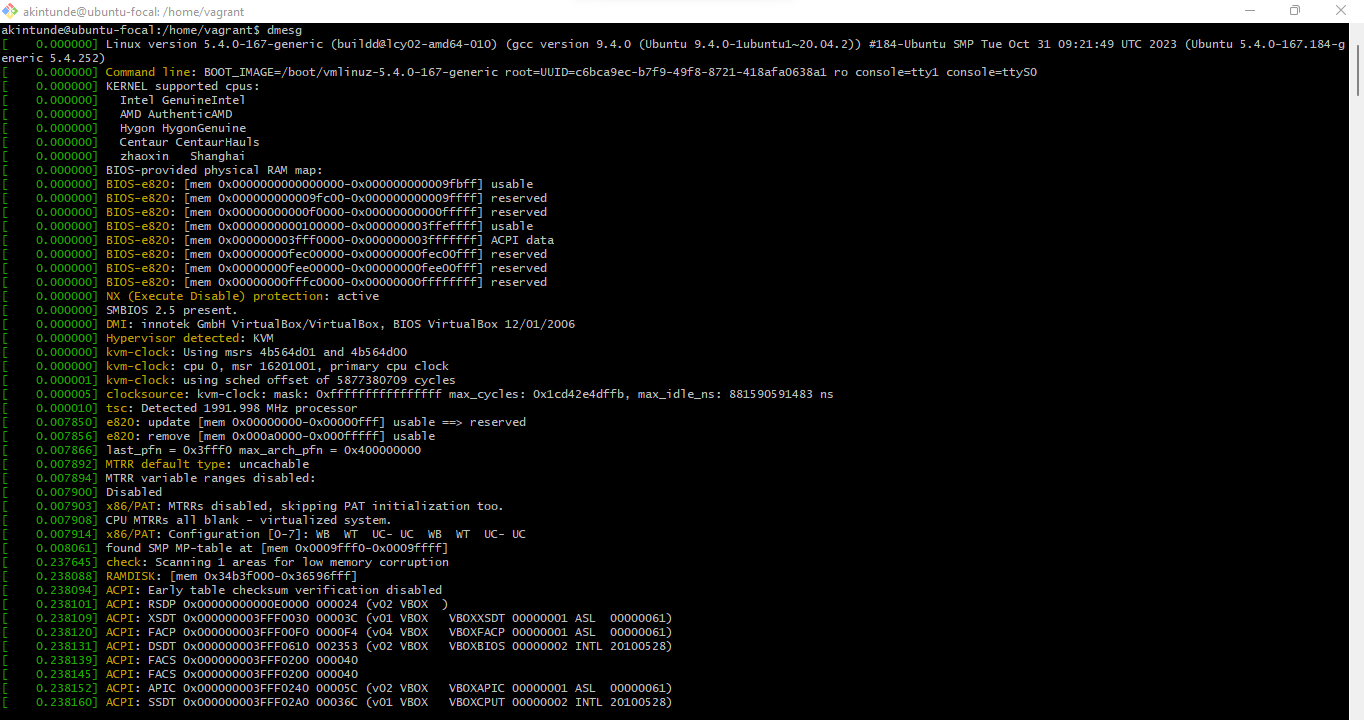 akintunde@ubuntu-focal: /home/vagrant
akintunde@ubuntu-focal:/home/vagrant$ dmesg
[    0.000000] Linux version 5.4.0-167-generic (buildd@lcy02-amd64-010) (gcc version 9.4.0 (Ubuntu 9.4.0-1ubuntu1~20.04.2)) #184-Ubuntu SMP Tue Oct 31 09:21:49 UTC 2023 (Ubuntu 5.4.0-167.184-g
eneric 5.4.252)
[    0.000000] Command line: BOOT_IMAGE=/boot/vmlinuz-5.4.0-167-generic root=UUID=c6bca9ec-b7f9-49f8-8721-418afa0638a1 ro console=tty1 console=ttyS0
[    0.000000] KERNEL supported cpus:
[    0.000000]   Intel GenuineIntel
[    0.000000]   AMD AuthenticAMD
[    0.000000]   Hygon HygonGenuine
[    0.000000]   Centaur CentaurHauls
[    0.000000]   zhaoxin   Shanghai
[    0.000000] BIOS-provided physical RAM map:
[    0.000000] BIOS-e820: [mem 0x0000000000000000-0x000000000009fbff] usable
[    0.000000] BIOS-e820: [mem 0x000000000009fc00-0x000000000009ffff] reserved
[    0.000000] BIOS-e820: [mem 0x00000000000f0000-0x00000000000fffff] reserved
[    0.000000] BIOS-e820: [mem 0x0000000000100000-0x000000003ffeffff] usable
[    0.000000] BIOS-e820: [mem 0x000000003fff0000-0x000000003fffffff] ACPI data
[    0.000000] BIOS-e820: [mem 0x00000000fec00000-0x00000000fec00fff] reserved
[    0.000000] BIOS-e820: [mem 0x00000000fee00000-0x00000000fee00fff] reserved
[    0.000000] BIOS-e820: [mem 0x00000000fffc0000-0x00000000ffffffff] reserved
[    0.000000] NX (Execute Disable) protection: active
[    0.000000] SMBIOS 2.5 present.
[    0.000000] DMI: innotek GmbH VirtualBox/VirtualBox, BIOS VirtualBox 12/01/2006
[    0.000000] Hypervisor detected: KVM
[    0.000000] kvm-clock: Using msrs 4b564d01 and 4b564d00
[    0.000000] kvm-clock: cpu 0, msr 16201001, primary cpu clock
[    0.000001] kvm-clock: using sched offset of 5877380709 cycles
[    0.000005] clocksource: kvm-clock: mask: 0xffffffffffffffff max_cycles: 0x1cd42e4dffb, max_idle_ns: 881590591483 ns
[    0.000010] tsc: Detected 1991.998 MHz processor
[    0.007850] e820: update [mem 0x00000000-0x00000fff] usable ==> reserved
[    0.007856] e820: remove [mem 0x000a0000-0x000fffff] usable
[    0.007866] last_pfn = 0x3fff0 max_arch_pfn = 0x400000000
[    0.007892] MTRR default type: uncachable
[    0.007894] MTRR variable ranges disabled:
[    0.007900] Disabled
[    0.007903] x86/PAT: MTRRs disabled, skipping PAT initialization too.
[    0.007908] CPU MTRRs all blank - virtualized system.
[    0.007914] x86/PAT: Configuration [0-7]: WB  WT  UC- UC  WB  WT  UC- UC
[    0.008061] found SMP MP-table at [mem 0x0009fff0-0x0009ffff]
[    0.237645] check: Scanning 1 areas for low memory corruption
[    0.238088] RAMDISK: [mem 0x34b3f000-0x36596fff]
[    0.238094] ACPI: Early table checksum verification disabled
[    0.238101] ACPI: RSDP 0x00000000000E0000 000024 (v02 VBOX  )
[    0.238109] ACPI: XSDT 0x000000003FFF0030 00003C (v01 VBOX   VBOXXSDT 00000001 ASL  00000061)
[    0.238120] ACPI: FACP 0x000000003FFF00F0 0000F4 (v04 VBOX   VBOXFACP 00000001 ASL  00000061)
[    0.238131] ACPI: DSDT 0x000000003FFF0610 002353 (v02 VBOX   VBOXBIOS 00000002 INTL 20100528)
[    0.238139] ACPI: FACS 0x000000003FFF0200 000040
[    0.238145] ACPI: FACS 0x000000003FFF0200 000040
[    0.238152] ACPI: APIC 0x000000003FFF0240 00005C (v02 VBOX   VBOXAPIC 00000001 ASL  00000061)
[    0.238160] ACPI: SSDT 0x000000003FFF02A0 00036C (v01 VBOX   VBOXCPUT 00000002 INTL 20100528)